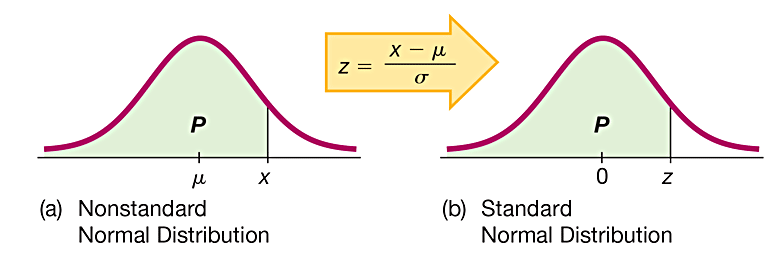 z = (x − μ) / σ
P
μ x
(a) Nonstandard
Normal Distribution
P
0 z
(b) Standard
Normal Distribution